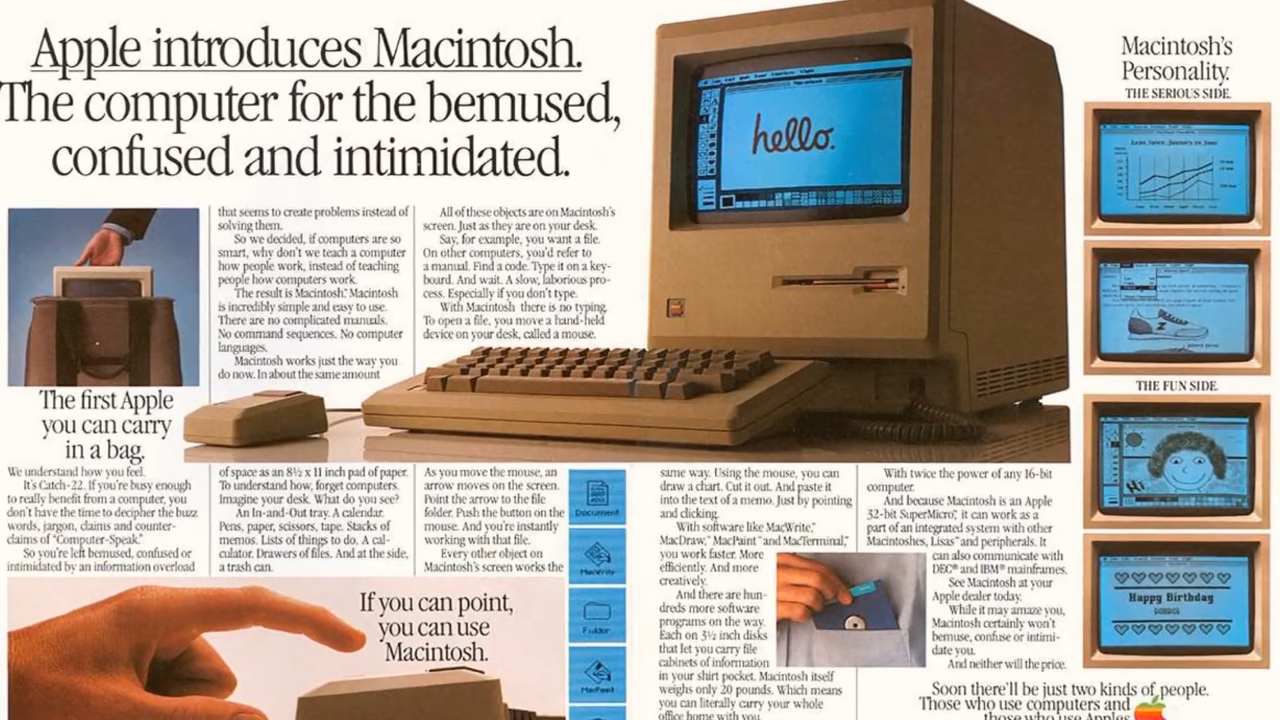 Apple introduces Macintosh.
The computer for the bemused,
confused and intimidated.
The first Apple
you can carry
in a bag.
We understand how you feel.
It's Catch-22. If you're busy enough
to really benefit from a computer, you
don't have the time to decipher the buzz
words, jargon, claims and counter-
claims of "Computer-Speak."
So you're left bemused, confused or
intimidated by an information overload
that seems to create problems instead of
solving them.
So we decided, if computers are so
smart, why don't we teach a computer
how people work, instead of teaching
people how computers work.
The result is Macintosh.™ Macintosh
is incredibly simple and easy to use.
There are no complicated manuals.
No command sequences. No computer
languages.
Macintosh works just the way you
do now. In about the same amount
of space as an 8½ x 11 inch pad of paper.
To understand how, forget computers.
Imagine your desk. What do you see?
An In-and-Out tray. A calendar.
Pens, paper, scissors, tape. Stacks of
memos. Lists of things to do. A cal-
culator. Drawers of files. And at the side,
a trash can.
All of these objects are on Macintosh's
screen. Just as they are on your desk.
Say, for example, you want a file.
On other computers, you'd refer to
a manual. Find a code. Type it on a key-
board. And wait. A slow, laborious pro-
cess. Especially if you don't type.
With Macintosh there is no typing.
To open a file, you move a hand-held
device on your desk, called a mouse.
As you move the mouse, an
arrow moves on the screen.
Point the arrow to the file
folder. Push the button on the
mouse. And you're instantly
working with that file.
Every other object on
Macintosh's screen works the
If you can point,
you can use
Macintosh.
Document
MacWrite
Folder
MacPaint
hello.
same way. Using the mouse, you can
draw a chart. Cut it out. And paste it
into the text of a memo. Just by pointing
and clicking.
With software like MacWrite,™
MacDraw,™ MacPaint™ and MacTerminal,™
you work faster. More
efficiently. And more
creatively.
And there are hun-
dreds more software
programs on the way.
Each on 3½ inch disks
that let you carry file
cabinets of information
in your shirt pocket. Macintosh itself
weighs only 20 pounds. Which means
you can literally carry your whole
office home with you.
With twice the power of any 16-bit
computer.
And because Macintosh is an Apple
32-bit SuperMicro,™ it can work as a
part of an integrated system with other
Macintoshes, Lisas™ and peripherals. It
can also communicate with
DEC® and IBM® mainframes.
See Macintosh at your
Apple dealer today.
While it may amaze you,
Macintosh certainly won't
bemuse, confuse or intimi-
date you.
And neither will the price.
Soon there'll be just two kinds of people.
Those who use computers and
those who use Apples
Macintosh's
Personality.
THE SERIOUS SIDE.
THE FUN SIDE.
Happy Birthday